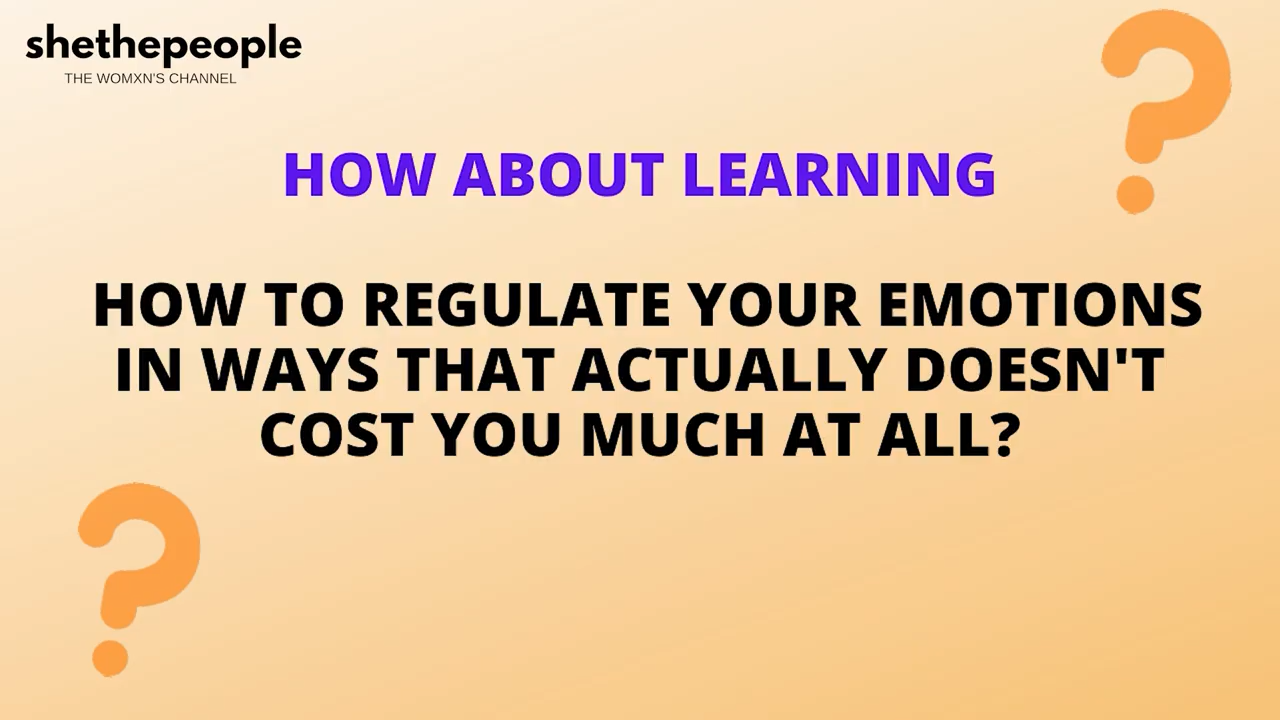 shethepeople
THE WOMXN'S CHANNEL
HOW ABOUT LEARNING
HOW TO REGULATE YOUR EMOTIONS
IN WAYS THAT ACTUALLY DOESN'T
COST YOU MUCH AT ALL?